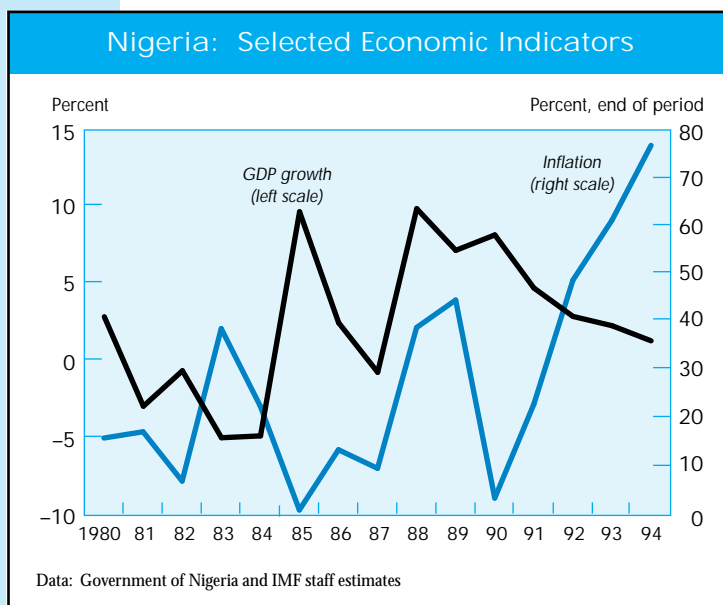 Nigeria: Selected Economic Indicators
Percent
Percent, end of period
15
10
5
0
–5
–10
80
70
60
50
40
30
20
10
0
GDP growth
(left scale)
Inflation
(right scale)
1980 81 82 83 84 85 86 87 88 89 90 91 92 93 94
Data: Government of Nigeria and IMF staff estimates